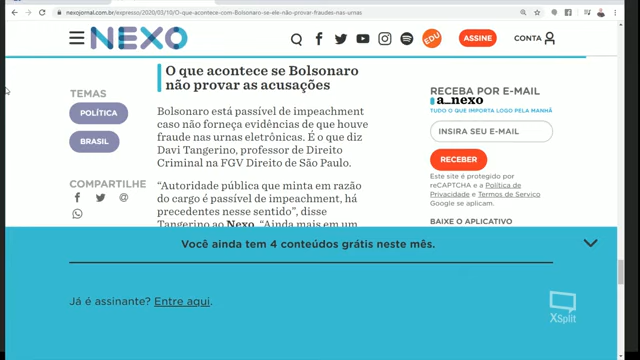 nexojornal.com.br/expresso/2020/03/10/O-que-acontece-com-Bolsonaro-se-ele-não-provar-fraudes-nas-urnas
NEXO
EDU
ASSINE
CONTA
TEMAS
POLÍTICA
BRASIL
COMPARTILHE
O que acontece se Bolsonaro
não provar as acusações
Bolsonaro está passível de impeachment
caso não forneça evidências de que houve
fraude nas urnas eletrônicas. É o que diz
Davi Tangerino, professor de Direito
Criminal na FGV Direito de São Paulo.
“Autoridade pública que minta em razão
do cargo é passível de impeachment, há
precedentes nesse sentido”, disse
Tangerino ao Nexo. “Ainda mais em um
RECEBA POR E-MAIL
a_nexo
TUDO O QUE IMPORTA LOGO PELA MANHÃ
INSIRA SEU E-MAIL
RECEBER
Este site é protegido por
reCAPTCHA e a Política de
Privacidade e Termos de Serviço
Google se aplicam.
BAIXE O APLICATIVO
Você ainda tem 4 conteúdos grátis neste mês.
Já é assinante? Entre aqui.
XSplit